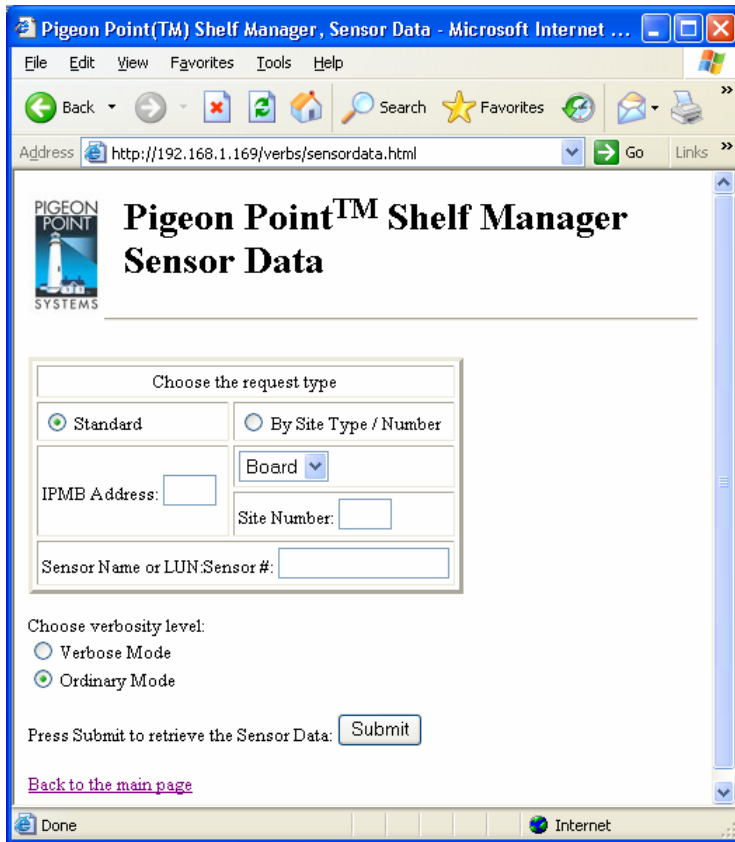 Pigeon Point(TM) Shelf Manager, Sensor Data - Microsoft Internet ...
File Edit View Favorites Tools Help
Back Search Favorites »
Address http://192.168.1.169/verbs/sensordata.html Go Links »
PIGEON
POINT
SYSTEMS
Pigeon Point™ Shelf Manager
Sensor Data
Choose the request type
Standard By Site Type / Number
IPMB Address: Board
Site Number:
Sensor Name or LUN:Sensor #:
Choose verbosity level:
Verbose Mode
Ordinary Mode
Press Submit to retrieve the Sensor Data: Submit
Back to the main page
Done Internet